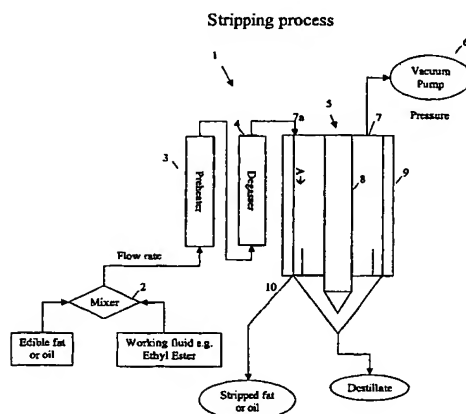 Stripping process
1
6
Vacuum
Pump
Pressure
7a
5
7
4
3
Preheater
Degasser
A
8
9
Flow rate
2
Mixer
10
Edible fat
or oil
Working fluid e.g.
Ethyl Ester
Stripped fat
or oil
Destillate